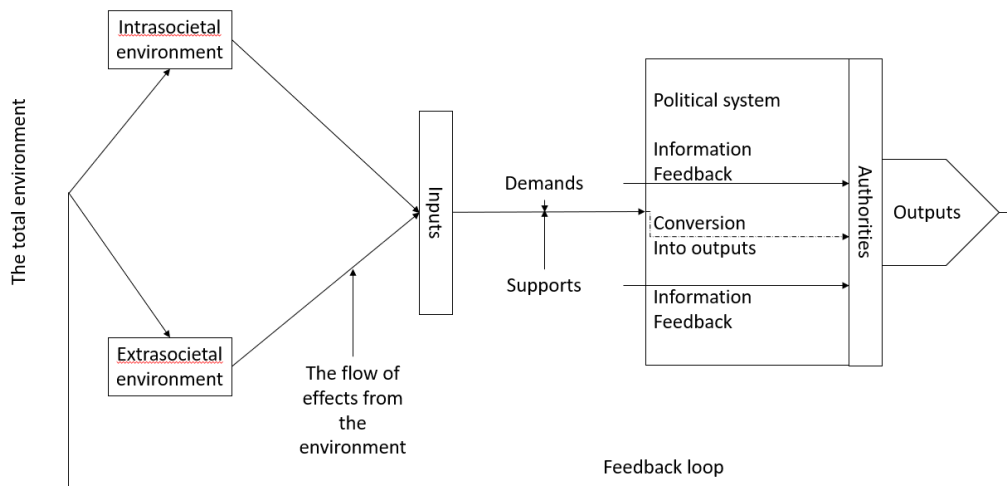 The total environment
Intrasocietal
environment
Extrasocietal
environment
The flow of
effects from
the
environment
Inputs
Demands
Supports
Political system
Information
Feedback
Conversion
Into outputs
Information
Feedback
Authorities
Outputs
Feedback loop